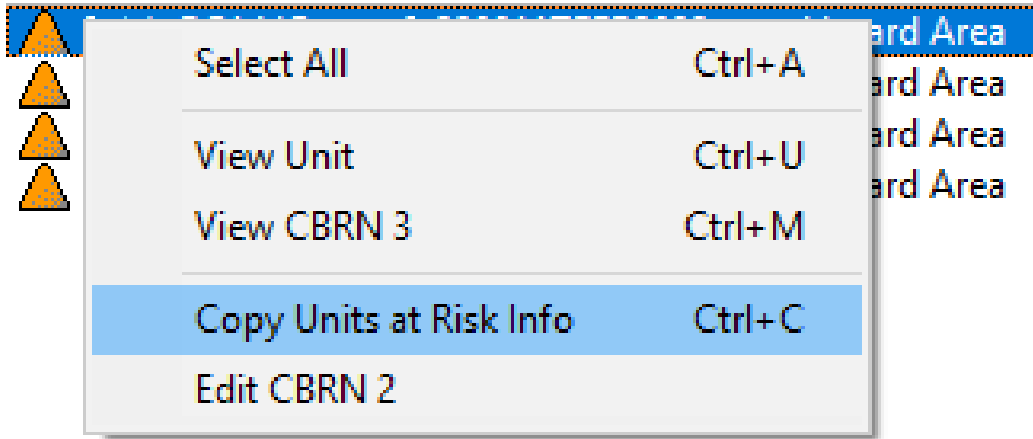 ard Area
Select All Ctrl+A
ard Area
View Unit Ctrl+U
ard Area
ard Area
View CBRN 3 Ctrl+M
Copy Units at Risk Info Ctrl+C
Edit CBRN 2